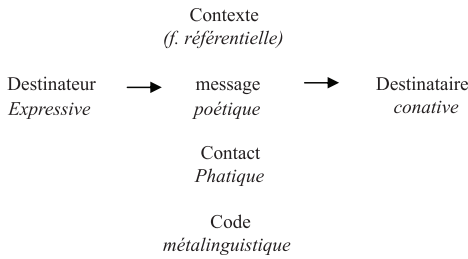 Contexte
(f. référentielle)
Destinateur message Destinataire
Expressive poétique conative
Contact
Phatique
Code
métalinguistique